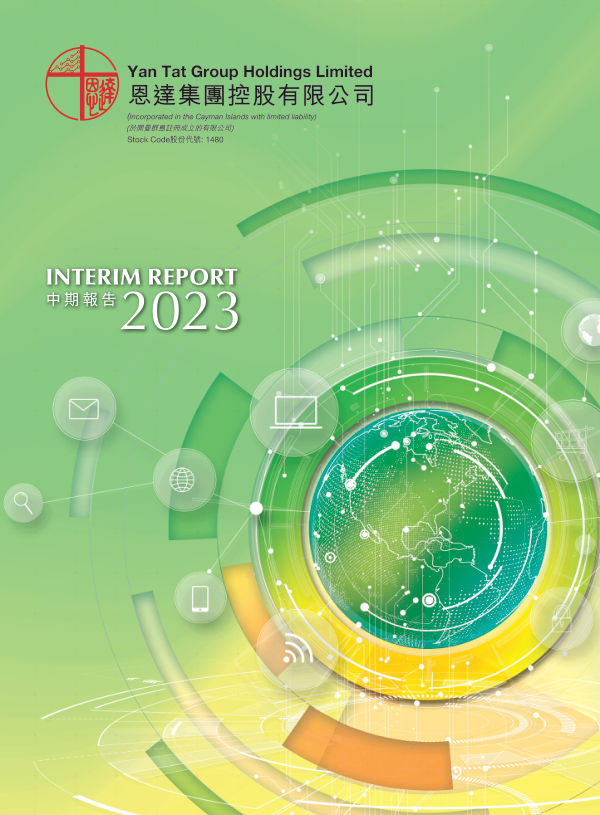 恩達
Yan Tat Group Holdings Limited
恩達集團控股有限公司
(Incorporated in the Cayman Islands with limited liability)
(於開曼群島註冊成立的有限公司)
Stock Code股份代號: 1480
INTERIM REPORT
中期報告 2023